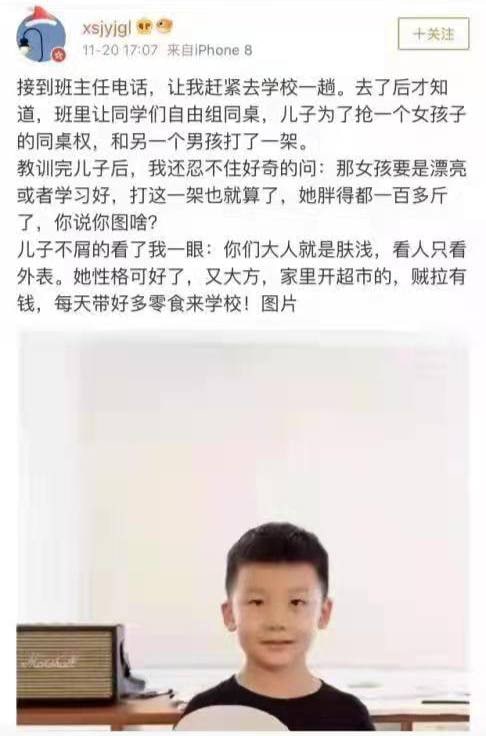 xsjyjgl
11-20 17:07 来自iPhone 8
+关注
接到班主任电话，让我赶紧去学校一趟。去了后才知
道，班里让同学们自由组同桌，儿子为了抢一个女孩子
的同桌权，和另一个男孩打了一架。
教训完儿子后，我还忍不住好奇的问：那女孩要是漂亮
或者学习好，打这一架也就算了，她胖得都一百多斤
了，你说你图啥？
儿子不屑的看了我一眼：你们大人就是肤浅，看人只看
外表。她性格可好了，又大方，家里开超市的，贼拉有
钱，每天带好多零食来学校！图片
Marshall